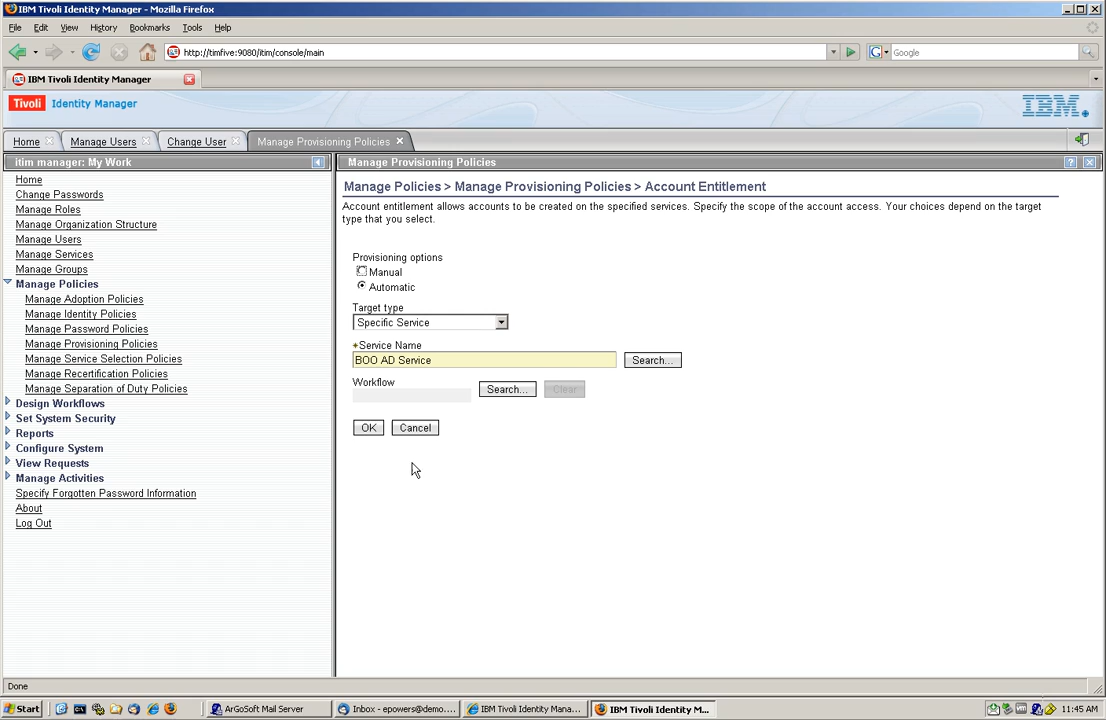 IBM Tivoli Identity Manager - Mozilla Firefox
File Edit View History Bookmarks Tools Help
http://timfive:9080/itim/console/main
G Google
IBM Tivoli Identity Manager
Tivoli Identity Manager
IBM.
Home Manage Users Change User Manage Provisioning Policies
itim manager: My Work
Home
Change Passwords
Manage Roles
Manage Organization Structure
Manage Users
Manage Services
Manage Groups
Manage Policies
Manage Adoption Policies
Manage Identity Policies
Manage Password Policies
Manage Provisioning Policies
Manage Service Selection Policies
Manage Recertification Policies
Manage Separation of Duty Policies
Design Workflows
Set System Security
Reports
Configure System
View Requests
Manage Activities
Specify Forgotten Password Information
About
Log Out
Manage Provisioning Policies
?
Manage Policies > Manage Provisioning Policies > Account Entitlement
Account entitlement allows accounts to be created on the specified services. Specify the scope of the account access. Your choices depend on the target
type that you select.
Provisioning options
Manual
Automatic
Target type
Specific Service
Service Name
BOO AD Service
Search...
Workflow
Search...
Clear
OK Cancel
Done
Start
ArGoSoft Mail Server
Inbox - epowers@demo....
IBM Tivoli Identity Mana...
IBM Tivoli Identity M...
11:45 AM